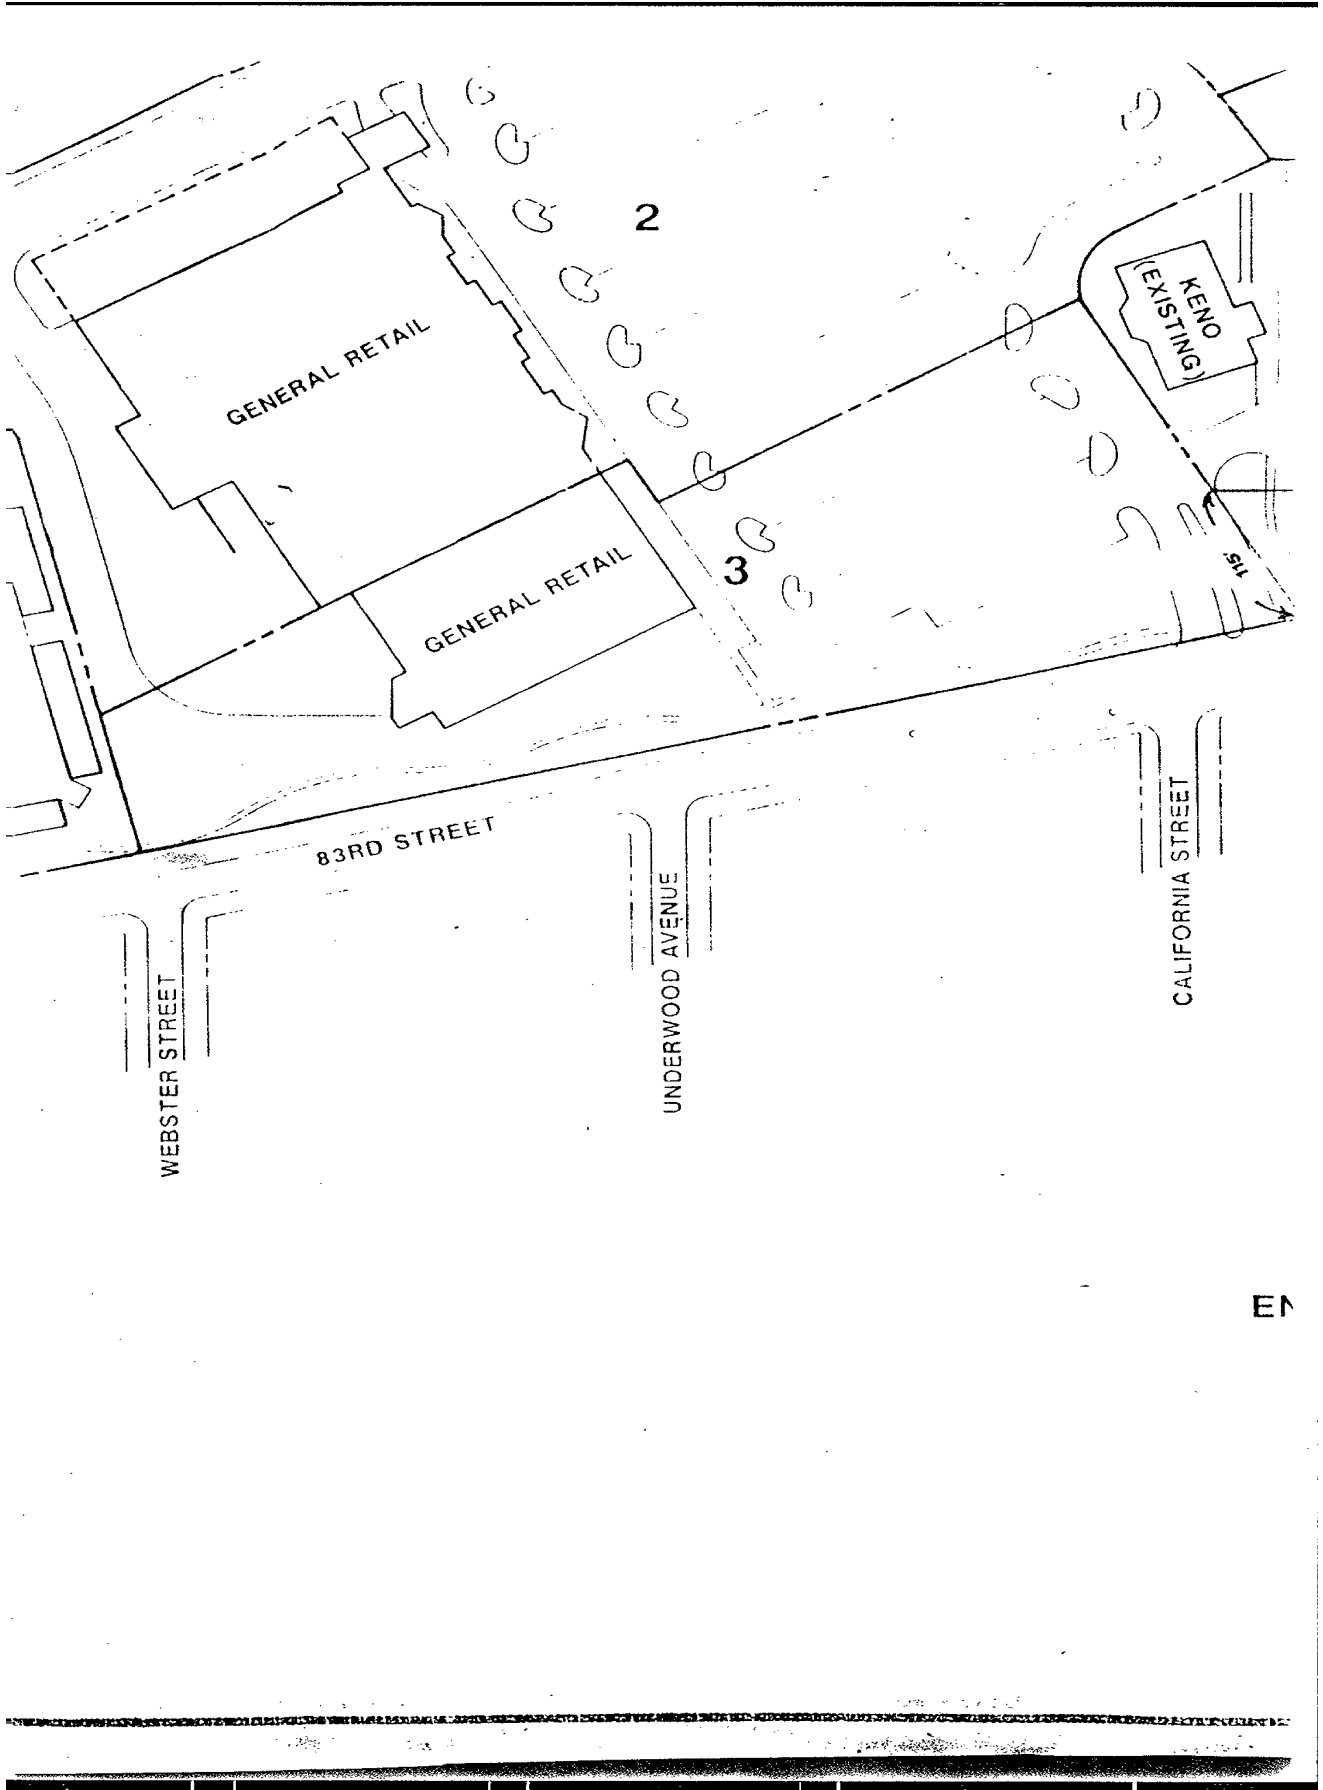 2
KENO
(EXISTING)
GENERAL RETAIL
GENERAL RETAIL
3
115'
83RD STREET
WEBSTER STREET
UNDERWOOD AVENUE
CALIFORNIA STREET